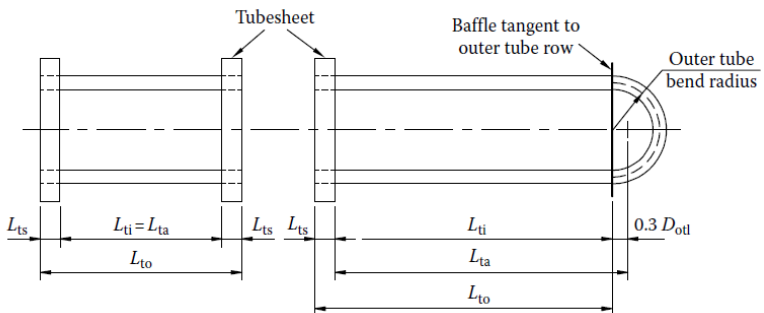 Tubesheet
Baffle tangent to
outer tube row
Outer tube
bend radius
Lts
Lti = Lta
Lts
Lts
Lti
0.3 Dotl
Lto
Lta
Lto